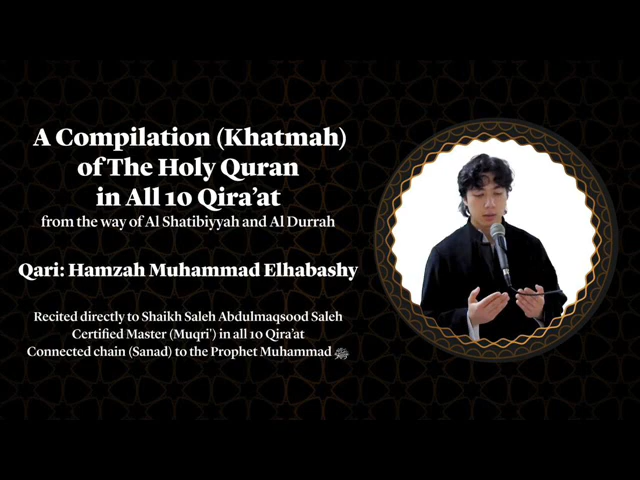 A Compilation (Khatmah)
of The Holy Quran
in All 10 Qira'at
from the way of Al Shatibiyyah and Al Durrah
Qari: Hamzah Muhammad Elhabashy
Recited directly to Shaikh Saleh Abdulmaqsood Saleh
Certified Master (Muqri') in all 10 Qira'at
Connected chain (Sanad) to the Prophet Muhammad ﷺ